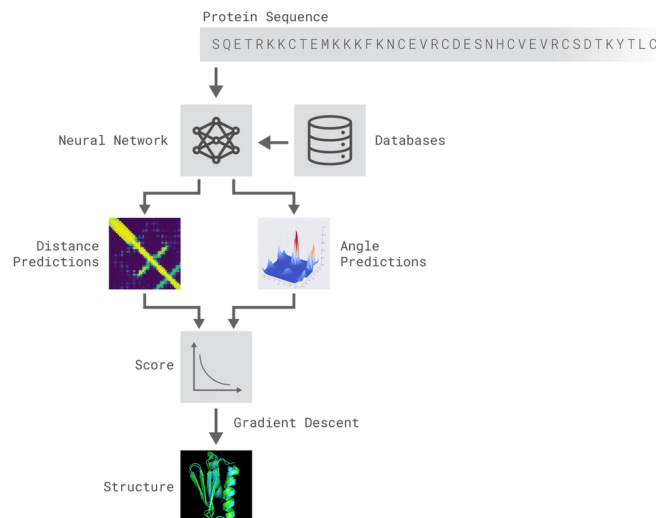 Protein Sequence
SQETRKKCTEMKKKFKNCEVRCDESNHCVEVRCSDTKYTLC
Neural Network
Databases
Distance
Predictions
Angle
Predictions
Score
Gradient Descent
Structure